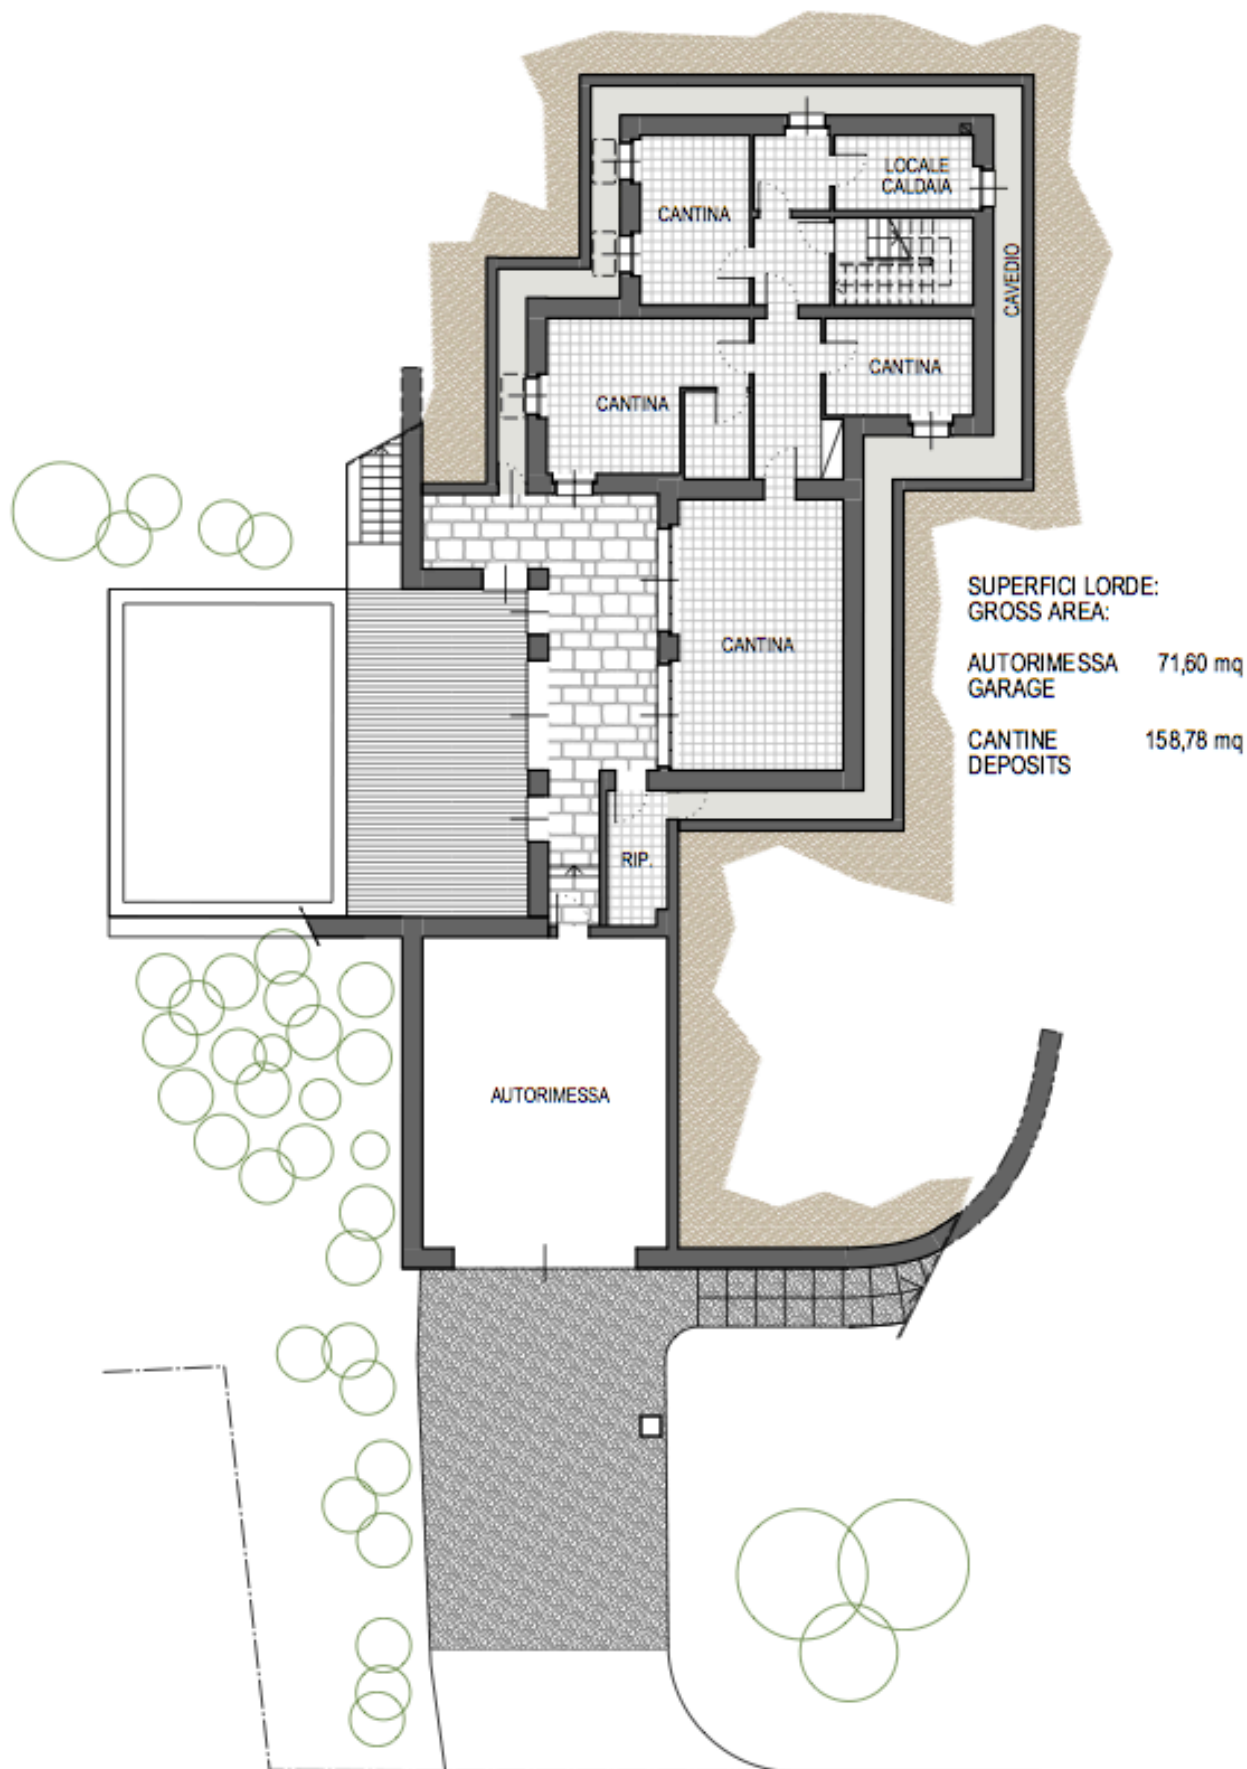 LOCALE
CALDAIA
CANTINA
CAVEDIO
CANTINA
CANTINA
CANTINA
RIP.
AUTORIMESSA
SUPERFICI LORDE:
GROSS AREA:
AUTORIMESSA 71,60 mq
GARAGE
CANTINE 158,78 mq
DEPOSITS